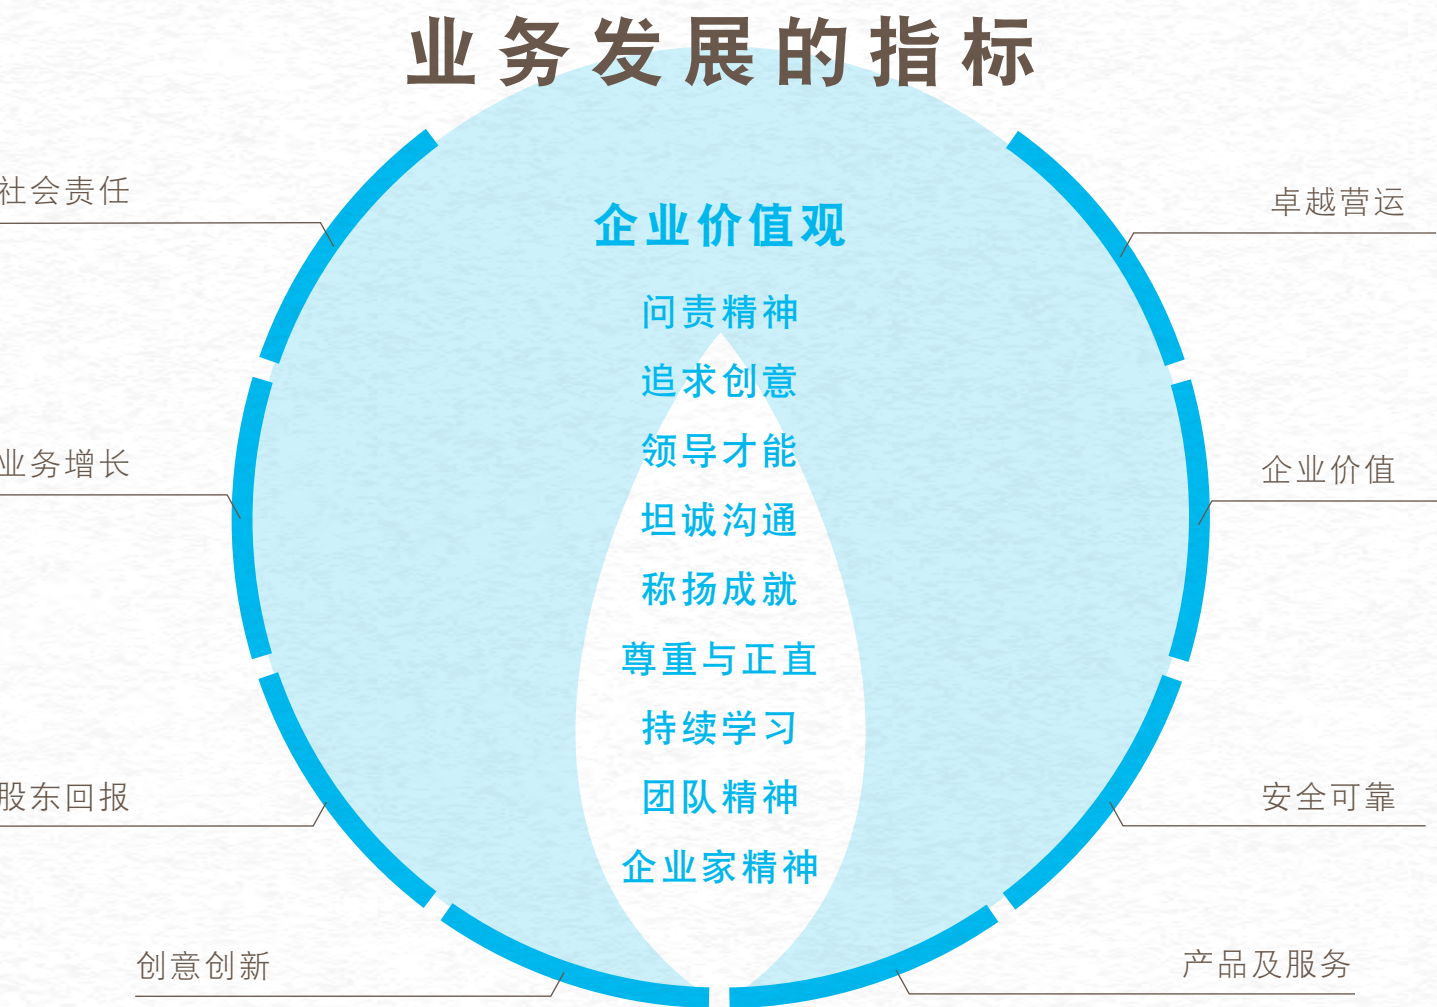 业务发展的指标
社会责任
卓越营运
企业价值观
问责精神
追求创意
领导才能
业务增长
企业价值
坦诚沟通
称扬成就
尊重与正直
持续学习
团队精神
股东回报
安全可靠
企业家精神
创意创新
产品及服务